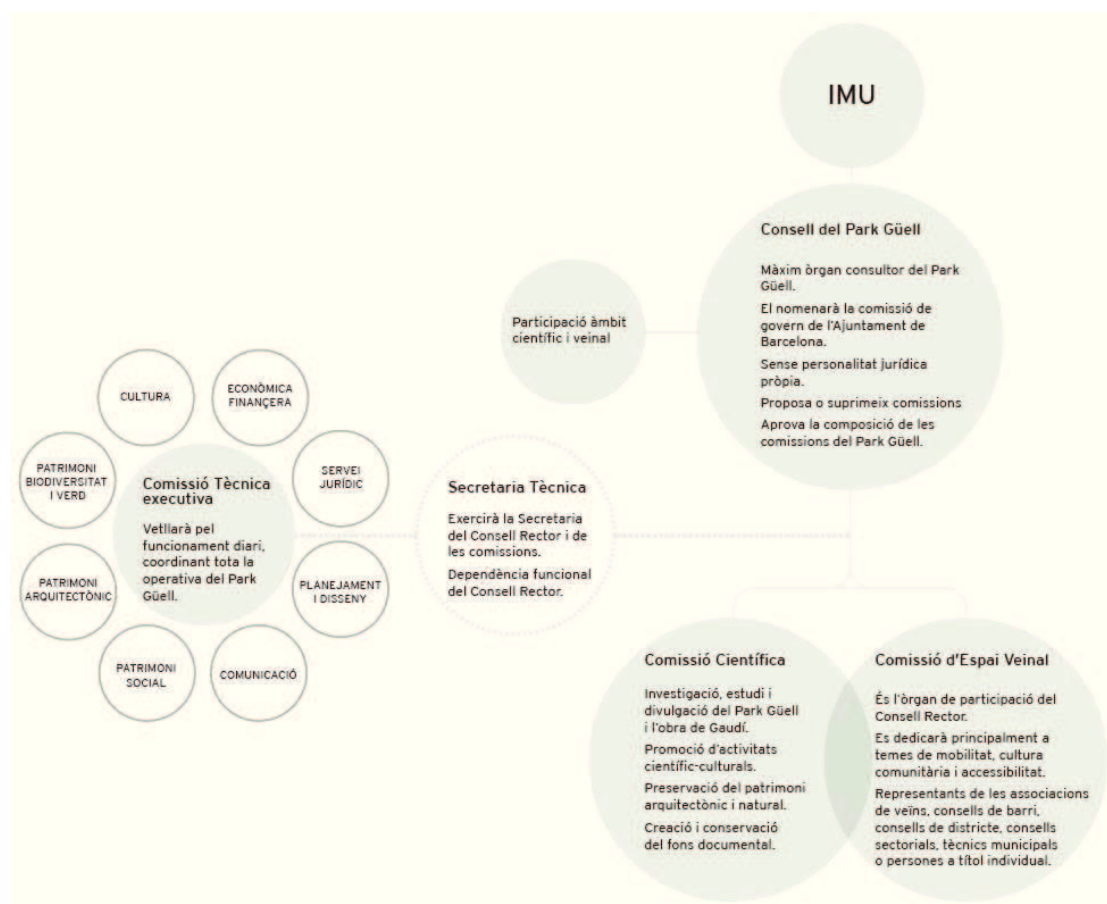 IMU
Consell del Park Güell
Màxim òrgan consultor del Park
Güell.
El nomenarà la comissió de
govern de l'Ajuntament de
Barcelona.
Sense personalitat jurídica
pròpia.
Proposa o suprimeix comissions
Aprova la composició de les
comissions del Park Güell.
Participació àmbit
científic i veinal
CULTURA
ECONÒMICA
FINANÇERA
PATRIMONI
BIODIVERSITAT
I VERD
SERVEI
JURÍDIC
Comissió Tècnica
executiva
Vetllarà pel
funcionament diari,
coordinant tota la
operativa del Park
Güell.
PATRIMONI
ARQUITECTÒNIC
PLANEJAMENT
I DISSENY
PATRIMONI
SOCIAL
COMUNICACIÓ
Secretaria Tècnica
Exercirà la Secretaria
del Consell Rector i de
les comissions.
Dependència funcional
del Consell Rector.
Comissió Científica
Investigació, estudi i
divulgació del Park Güell
i l'obra de Gaudí.
Promoció d'activitats
científic-culturals.
Preservació del patrimoni
arquitectònic i natural.
Creació i conservació
del fons documental.
Comissió d'Espai Veinal
És l'òrgan de participació del
Consell Rector.
Es dedicarà principalment a
temes de mobilitat, cultura
comunitària i accessibilitat.
Representants de les associacions
de veïns, consells de barri,
consells de districte, consells
sectorials, tècnics municipals
o persones a títol individual.